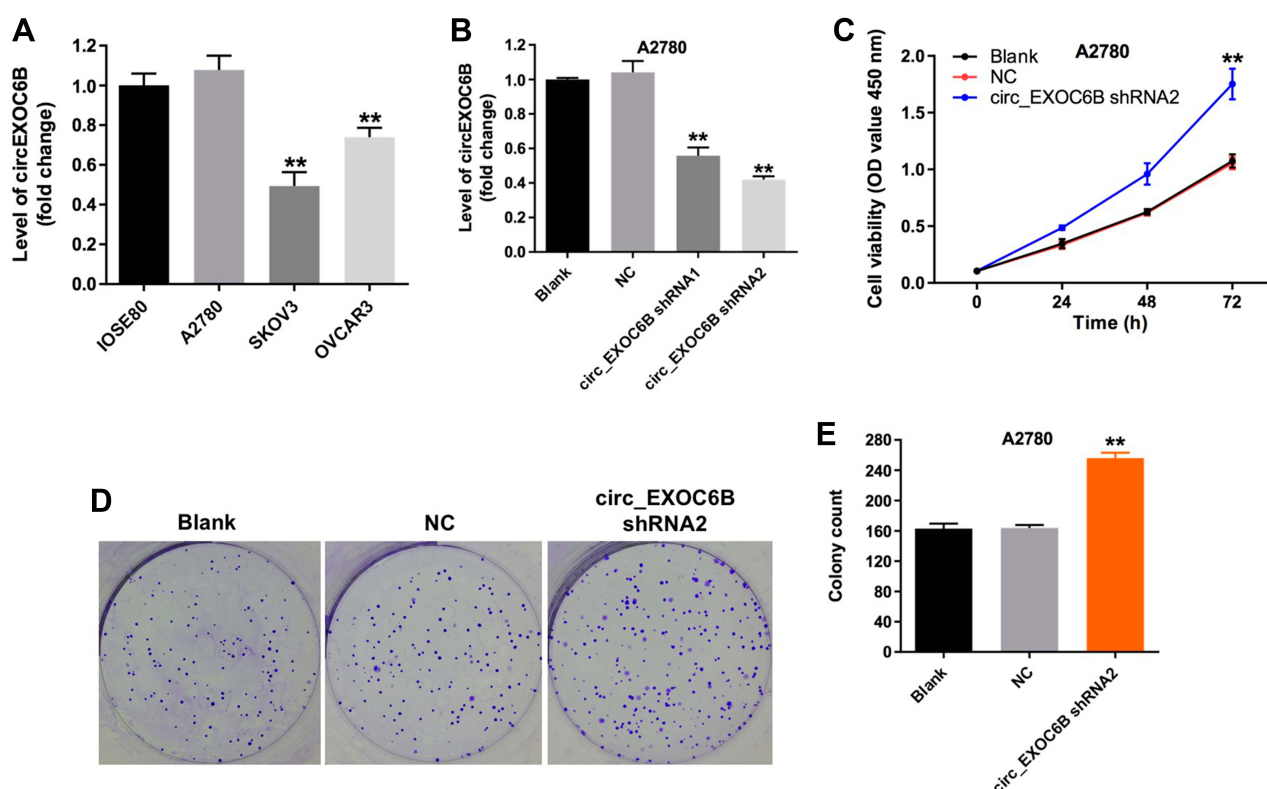 A
Level of circEXOC6B
(fold change)
1.2
1.0
0.8
0.6
0.4
0.2
0.0
**
**
IOSE80
A2780
SKOV3
OVCAR3
B
A2780
Level of circEXOC6B
(fold change)
1.2
1.0
0.8
0.6
0.4
0.2
0.0
**
**
Blank
NC
circ_EXOC6B shRNA1
circ_EXOC6B shRNA2
C
A2780
Blank
NC
circ_EXOC6B shRNA2
**
Cell viability (OD value 450 nm)
2.0
1.5
1.0
0.5
0.0
0 24 48 72
Time (h)
D
Blank
NC
circ_EXOC6B
shRNA2
E
A2780
**
Colony count
280
240
200
160
120
80
40
0
Blank
NC
circ_EXOC6B shRNA2